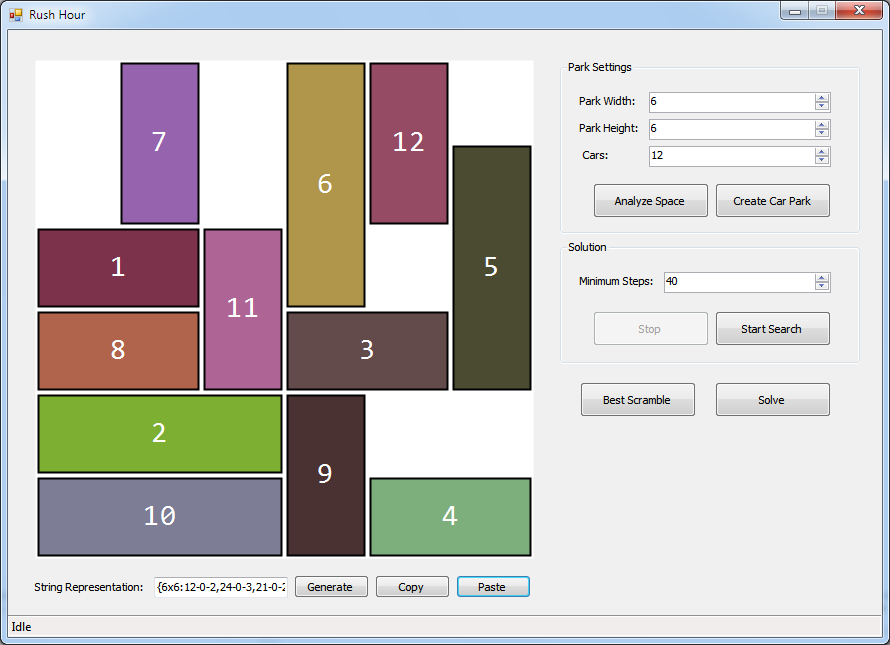 Rush Hour
7
6
12
5
1
11
8
3
2
9
10
4
String Representation: {6x6:12-0-2,24-0-3,21-0-2 Generate Copy Paste
Park Settings
Park Width: 6
Park Height: 6
Cars: 12
Analyze Space Create Car Park
Solution
Minimum Steps: 40
Stop Start Search
Best Scramble Solve
Idle